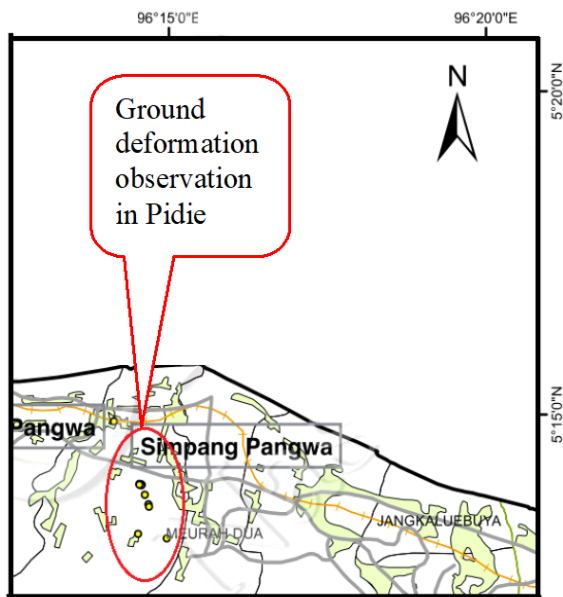 96°15'0"E
96°20'0"E
5°20'0"N
N
Ground
deformation
observation
in Pidie
5°15'0"N
Pangwa
Simpang Pangwa
MEURAH DUA
JANGKALUEBUYA